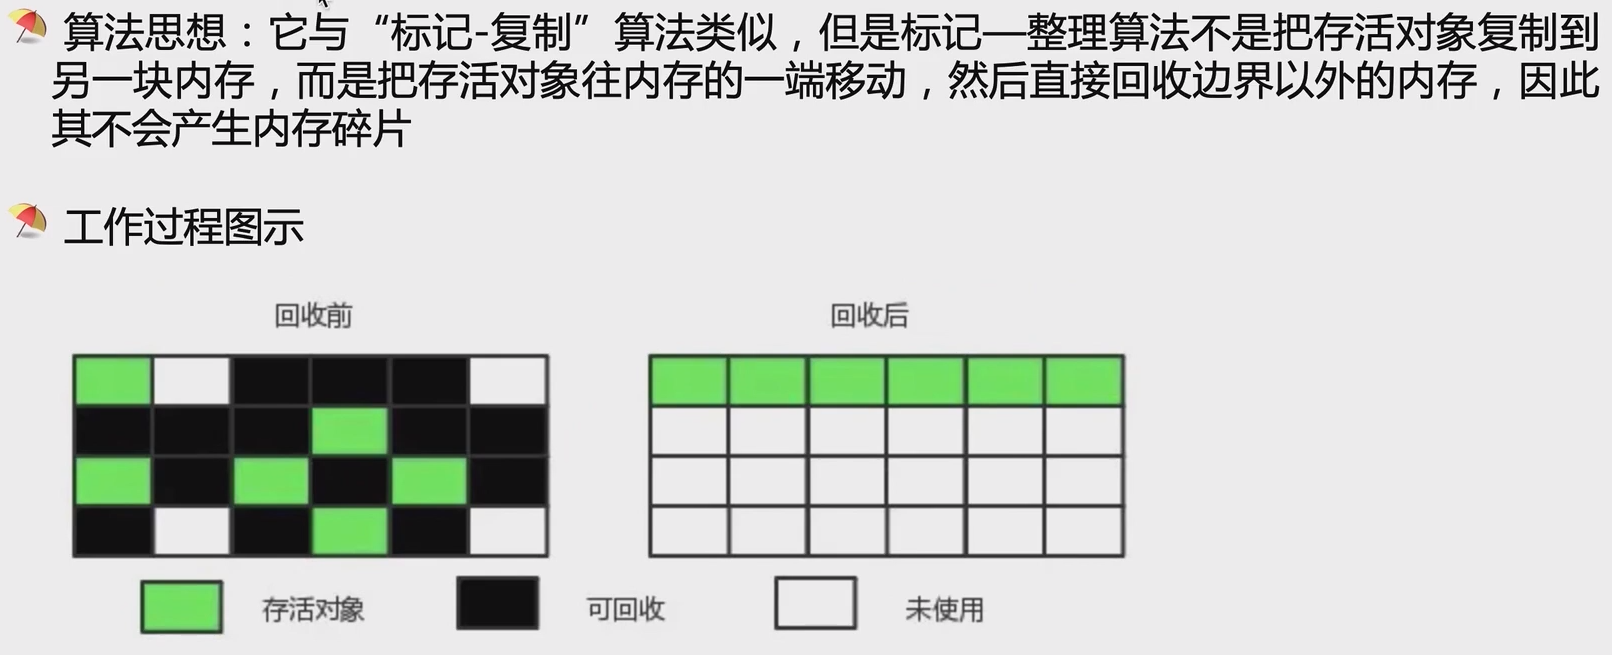 算法思想：它与“标记-复制”算法类似，但是标记—整理算法不是把存活对象复制到
另一块内存，而是把存活对象往内存的一端移动，然后直接回收边界以外的内存，因此
其不会产生内存碎片
工作过程图示
回收前
回收后
存活对象
可回收
未使用